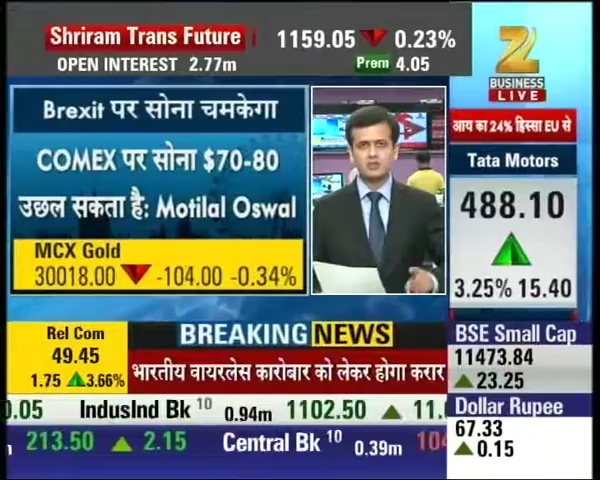 Shriram Trans Future
1159.05 0.23%
OPEN INTEREST 2.77m
Prem 4.05
BUSINESS
LIVE
Brexit पर सोना चमकेगा
COMEX पर सोना $70-80
उछल सकता है: Motilal Oswal
MCX Gold
30018.00 -104.00 -0.34%
आय का 24% हिस्सा EU से
Tata Motors
488.10
3.25% 15.40
Rel Com
49.45
1.75 3.66%
BREAKING NEWS
भारतीय वायरलेस कारोबार को लेकर होगा करार
BSE Small Cap
11473.84
23.25
Dollar Rupee
67.33
0.15
0.05 IndusInd Bk 10 0.94m 1102.50 11.
213.50 2.15 Central Bk 10 0.39m 104